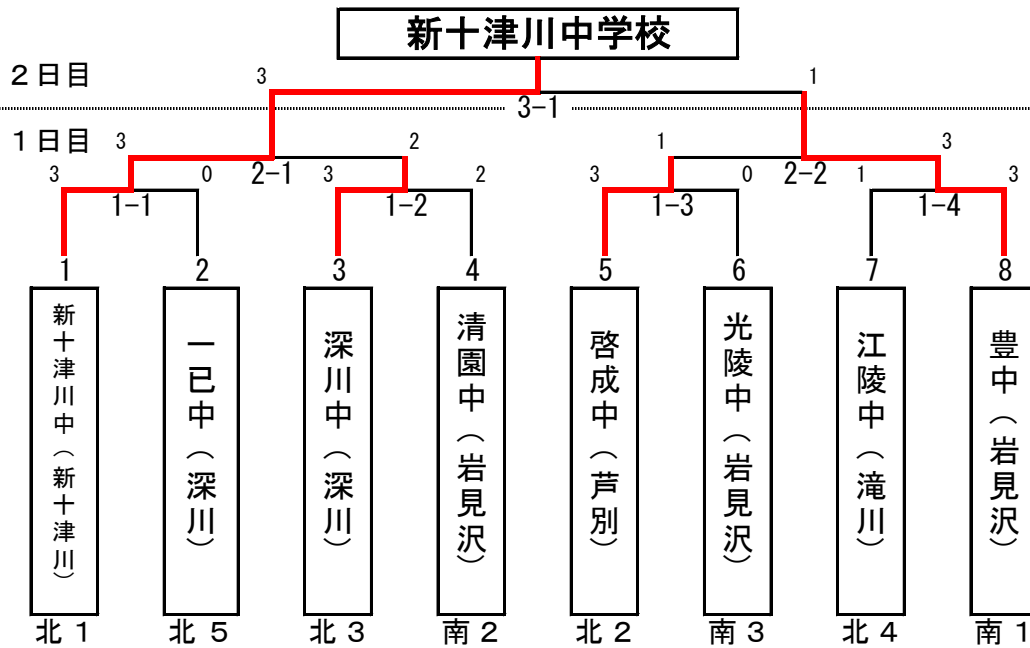 新十津川中学校
2日目
3
1
3-1
1日目
3
2
1
3
2-1
2-2
3
0
3
2
3
0
1
3
1-1
1-2
1-3
1-4
1
2
3
4
5
6
7
8
新十津川中（新十津川）
一已中（深川）
深川中（深川）
清園中（岩見沢）
啓成中（芦別）
光陵中（岩見沢）
江陵中（滝川）
豊中（岩見沢）
北1
北5
北3
南2
北2
南3
北4
南1